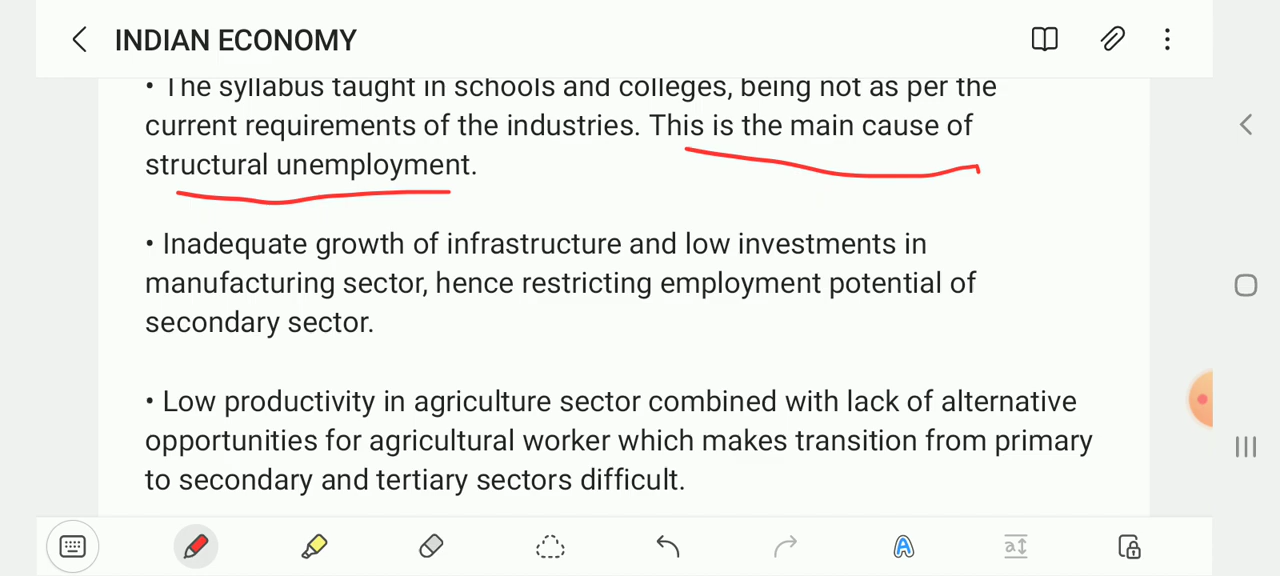 INDIAN ECONOMY
• The syllabus taught in schools and colleges, being not as per the
current requirements of the industries. This is the main cause of
structural unemployment.
• Inadequate growth of infrastructure and low investments in
manufacturing sector, hence restricting employment potential of
secondary sector.
• Low productivity in agriculture sector combined with lack of alternative
opportunities for agricultural worker which makes transition from primary
to secondary and tertiary sectors difficult.